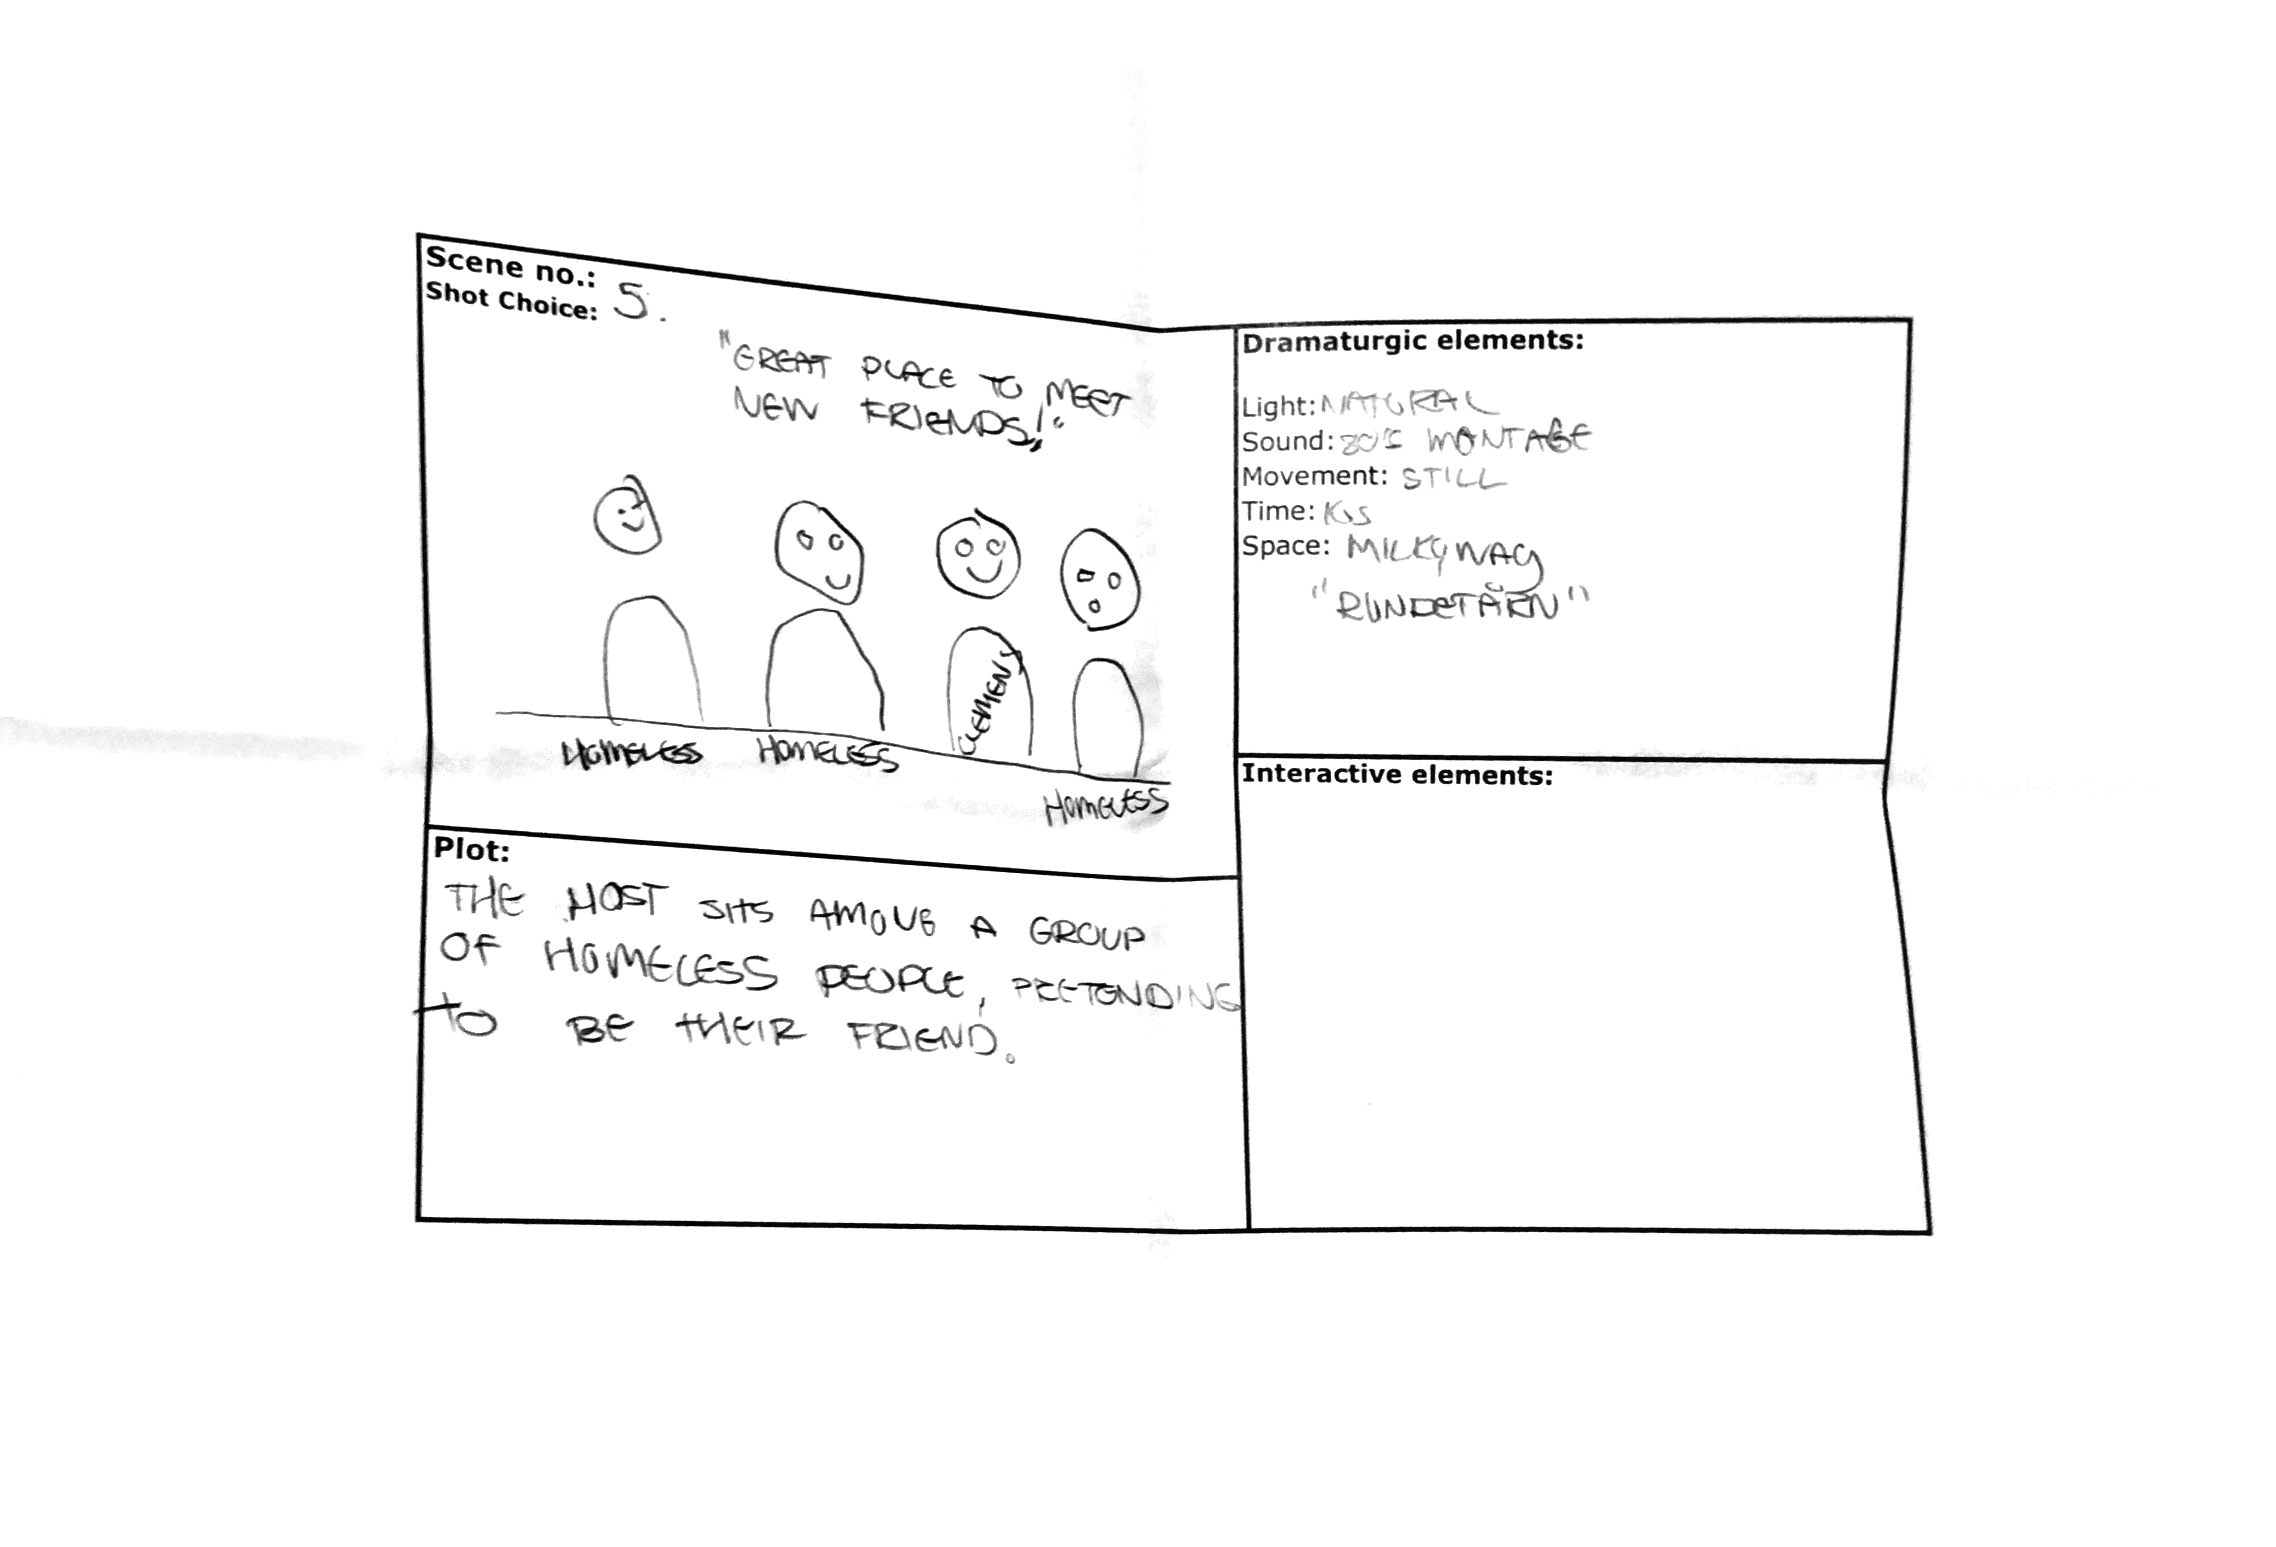 Scene no.:
Shot Choice: 5.
"GREAT PLACE TO MEET
NEW FRIENDS!"
CLEMENS
HOMELESS HOMELESS
HOMELESS
Plot:
THE HOST SITS AMONG A GROUP
OF HOMELESS PEOPLE, PRETENDING
TO BE THEIR FRIEND.
Dramaturgic elements:
Light: NATURAL
Sound: 80'S MONTAGE
Movement: STILL
Time:
Space: MILKYWAY
"RUNDETÅRN"
Interactive elements: